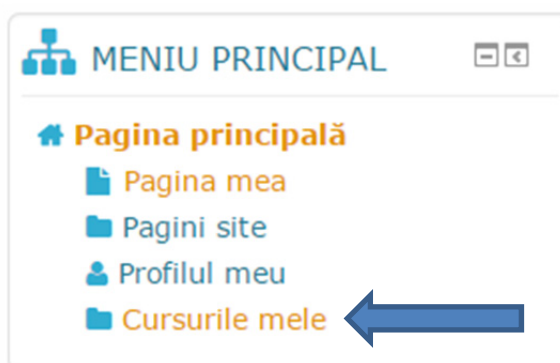 MENIU PRINCIPAL
Pagina principală
Pagina mea
Pagini site
Profilul meu
Cursurile mele